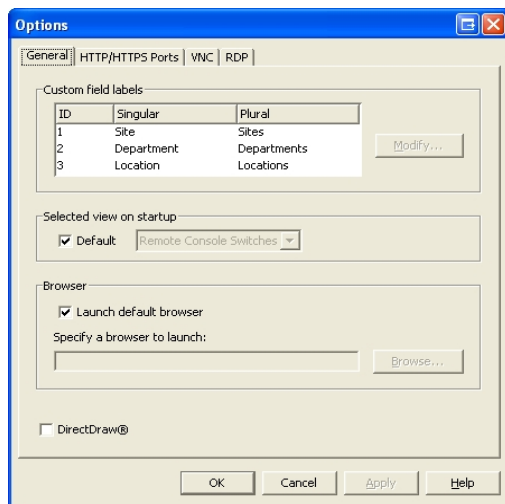 Options
General HTTP/HTTPS Ports VNC RDP
Custom field labels
ID Singular Plural
1 Site Sites
2 Department Departments
3 Location Locations
Modify...
Selected view on startup
Default Remote Console Switches
Browser
Launch default browser
Specify a browser to launch:
Browse...
DirectDraw®
OK Cancel Apply Help